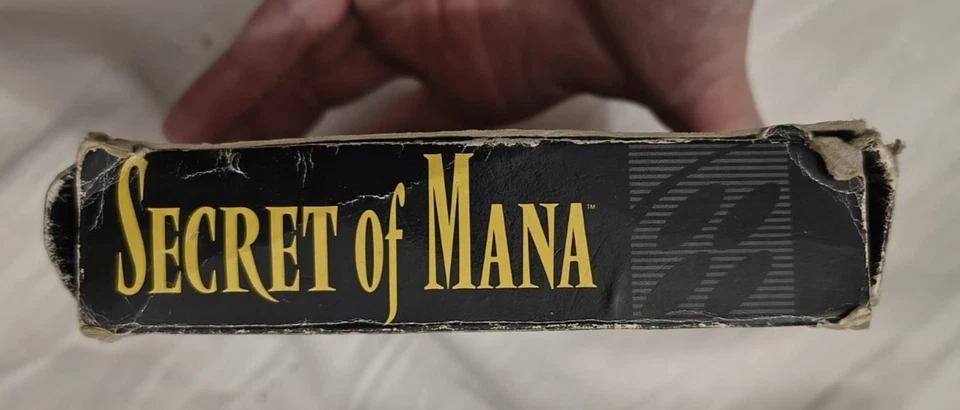 SECRET of MANA™